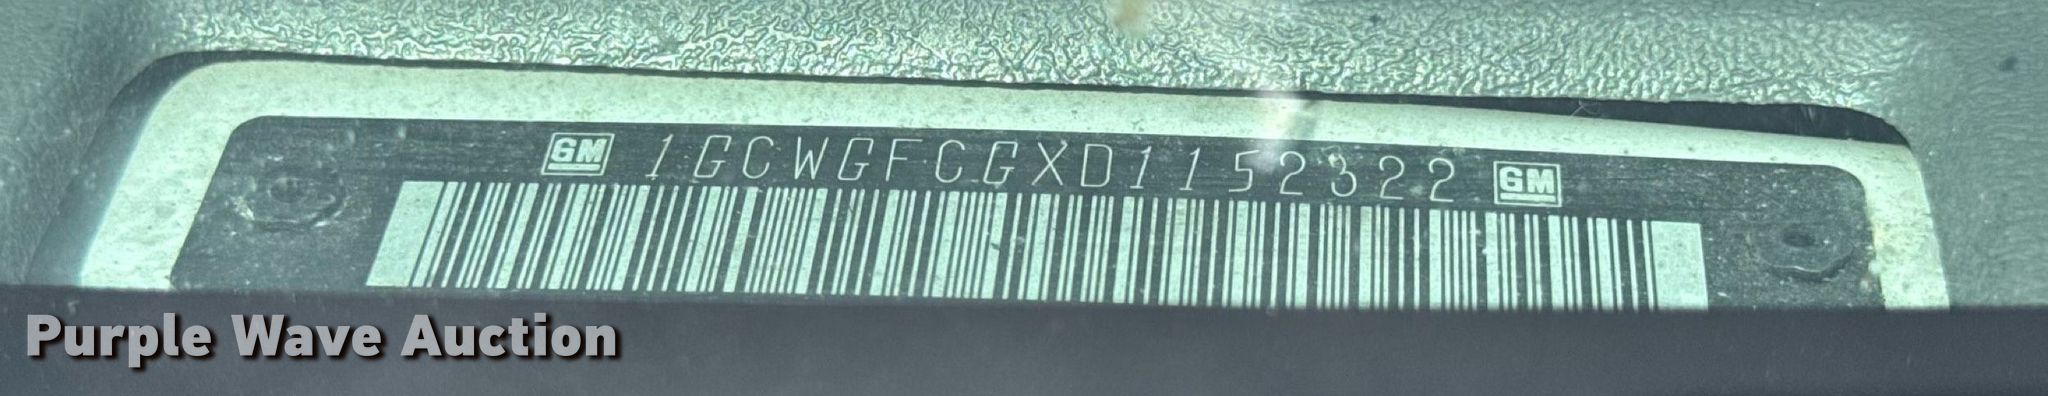 GM 1GCWGFCGXD1152322 GM
Purple Wave Auction